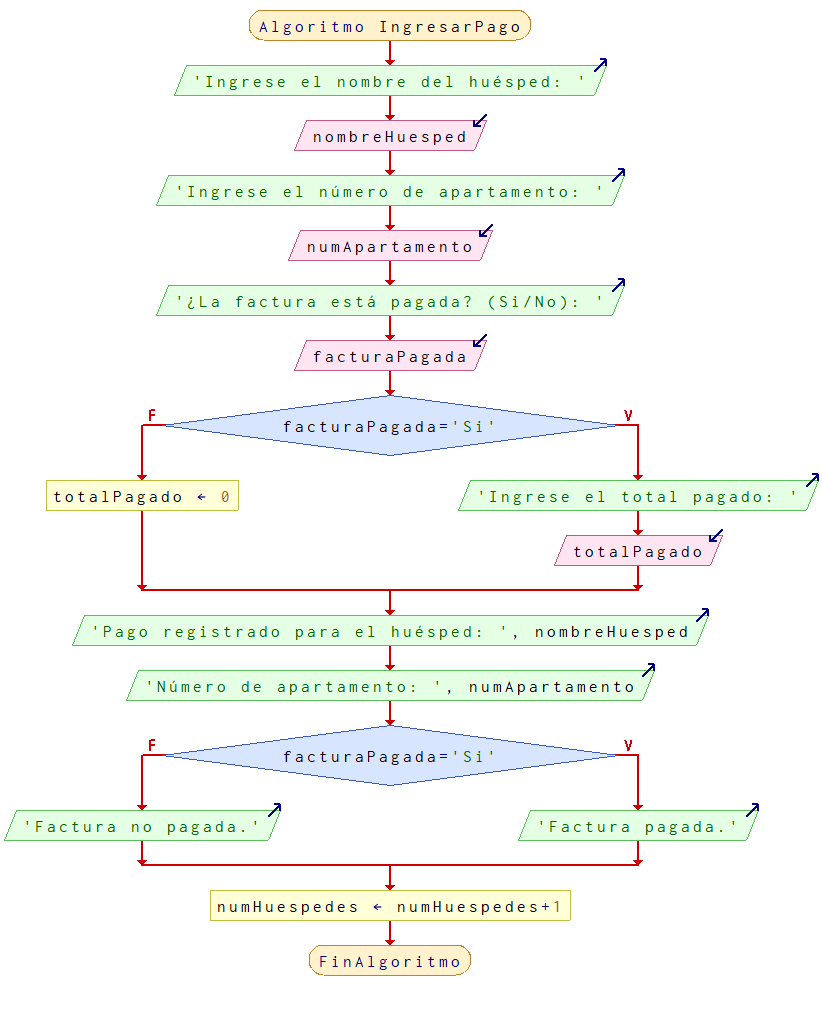 Algoritmo IngresarPago
'Ingrese el nombre del huésped: '
nombreHuesped
'Ingrese el número de apartamento: '
numApartamento
'¿La factura está pagada? (Si/No): '
facturaPagada
F
V
facturaPagada='Si'
totalPagado ← 0
'Ingrese el total pagado: '
totalPagado
'Pago registrado para el huésped: ', nombreHuesped
'Número de apartamento: ', numApartamento
F
V
facturaPagada='Si'
'Factura no pagada.'
'Factura pagada.'
numHuespedes ← numHuespedes+1
FinAlgoritmo